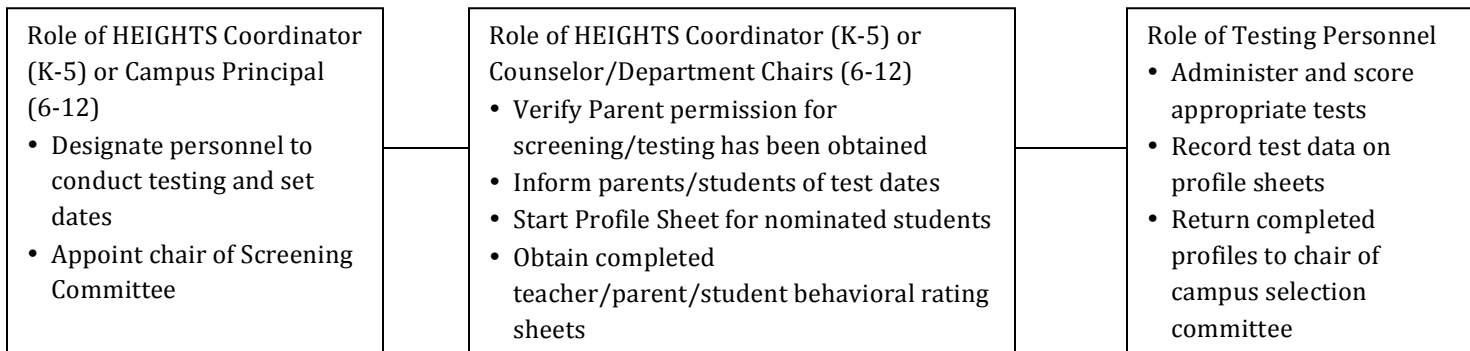 Role of HEIGHTS Coordinator
(K-5) or Campus Principal
(6-12)
• Designate personnel to
conduct testing and set
dates
• Appoint chair of Screening
Committee
Role of HEIGHTS Coordinator (K-5) or
Counselor/Department Chairs (6-12)
• Verify Parent permission for
screening/testing has been obtained
• Inform parents/students of test dates
• Start Profile Sheet for nominated students
• Obtain completed
teacher/parent/student behavioral rating
sheets
Role of Testing Personnel
• Administer and score
appropriate tests
• Record test data on
profile sheets
• Return completed
profiles to chair of
campus selection
committee